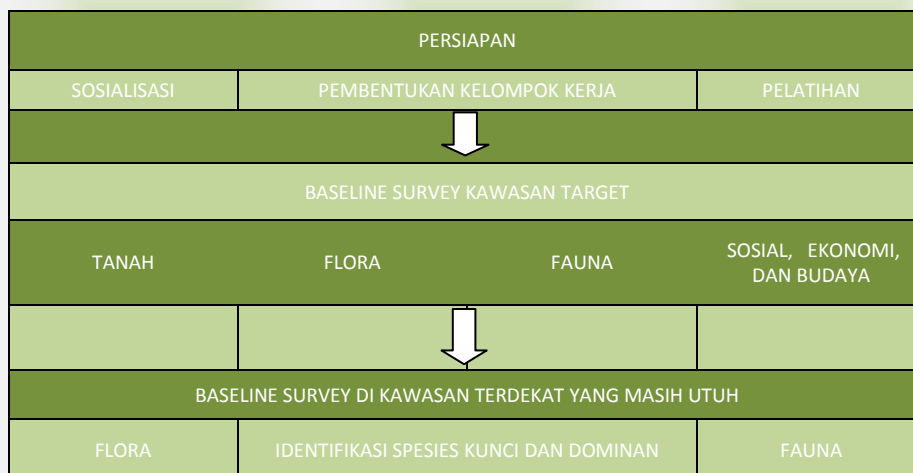 PERSIAPAN
SOSIALISASI PEMBENTUKAN KELOMPOK KERJA PELATIHAN
BASELINE SURVEY KAWASAN TARGET
TANAH FLORA FAUNA SOSIAL, EKONOMI,
DAN BUDAYA
BASELINE SURVEY DI KAWASAN TERDEKAT YANG MASIH UTUH
FLORA IDENTIFIKASI SPESIES KUNCI DAN DOMINAN FAUNA